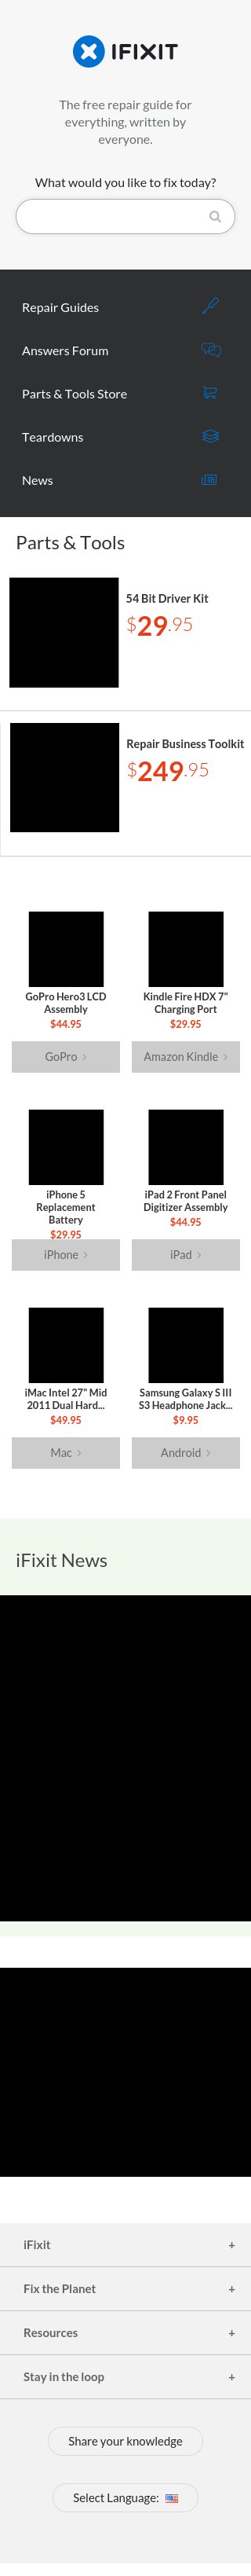 IFIXIT
The free repair guide for
everything, written by
everyone.
What would you like to fix today?
Repair Guides
Answers Forum
Parts & Tools Store
Teardowns
News
Parts & Tools
54 Bit Driver Kit
$29.95
Repair Business Toolkit
$249.95
GoPro Hero3 LCD
Assembly
$44.95
GoPro
Kindle Fire HDX 7"
Charging Port
$29.95
Amazon Kindle
iPhone 5
Replacement
Battery
$29.95
iPhone
iPad 2 Front Panel
Digitizer Assembly
$44.95
iPad
iMac Intel 27" Mid
2011 Dual Hard...
$49.95
Mac
Samsung Galaxy S III
S3 Headphone Jack...
$9.95
Android
iFixit News
iFixit +
Fix the Planet +
Resources +
Stay in the loop +
Share your knowledge
Select Language: